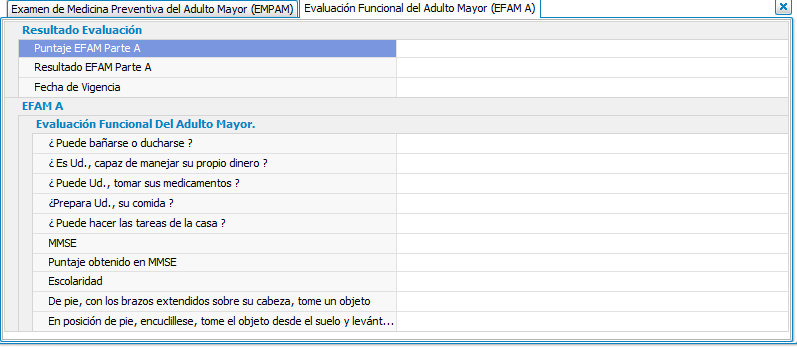 Examen de Medicina Preventiva del Adulto Mayor (EMPAM) Evaluación Funcional del Adulto Mayor (EFAM A)
Resultado Evaluación
Puntaje EFAM Parte A
Resultado EFAM Parte A
Fecha de Vigencia
EFAM A
Evaluación Funcional Del Adulto Mayor.
¿ Puede bañarse o ducharse ?
¿ Es Ud., capaz de manejar su propio dinero ?
¿ Puede Ud., tomar sus medicamentos ?
¿Prepara Ud., su comida ?
¿ Puede hacer las tareas de la casa ?
MMSE
Puntaje obtenido en MMSE
Escolaridad
De pie, con los brazos extendidos sobre su cabeza, tome un objeto
En posición de pie, encuclillese, tome el objeto desde el suelo y levánt...